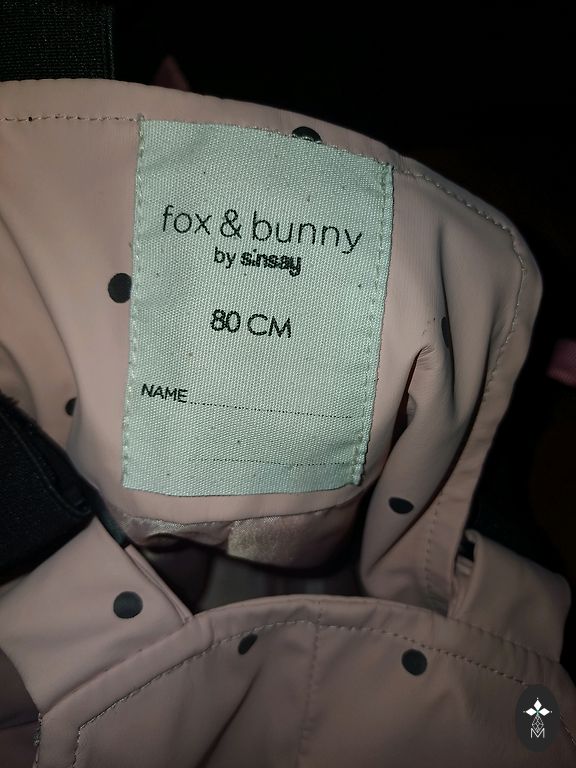 fox & bunny
by sinsay
80 CM
NAME
M